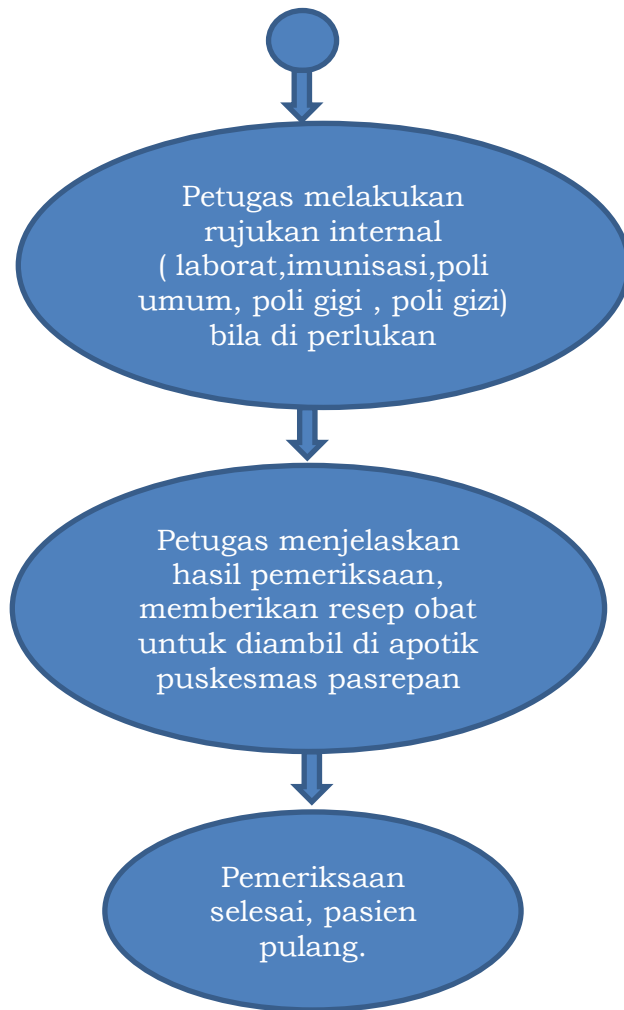 Petugas melakukan
rujukan internal
( laborat,imunisasi,poli
umum, poli gigi , poli gizi)
bila di perlukan
Petugas menjelaskan
hasil pemeriksaan,
memberikan resep obat
untuk diambil di apotik
puskesmas pasrepan
Pemeriksaan
selesai, pasien
pulang.